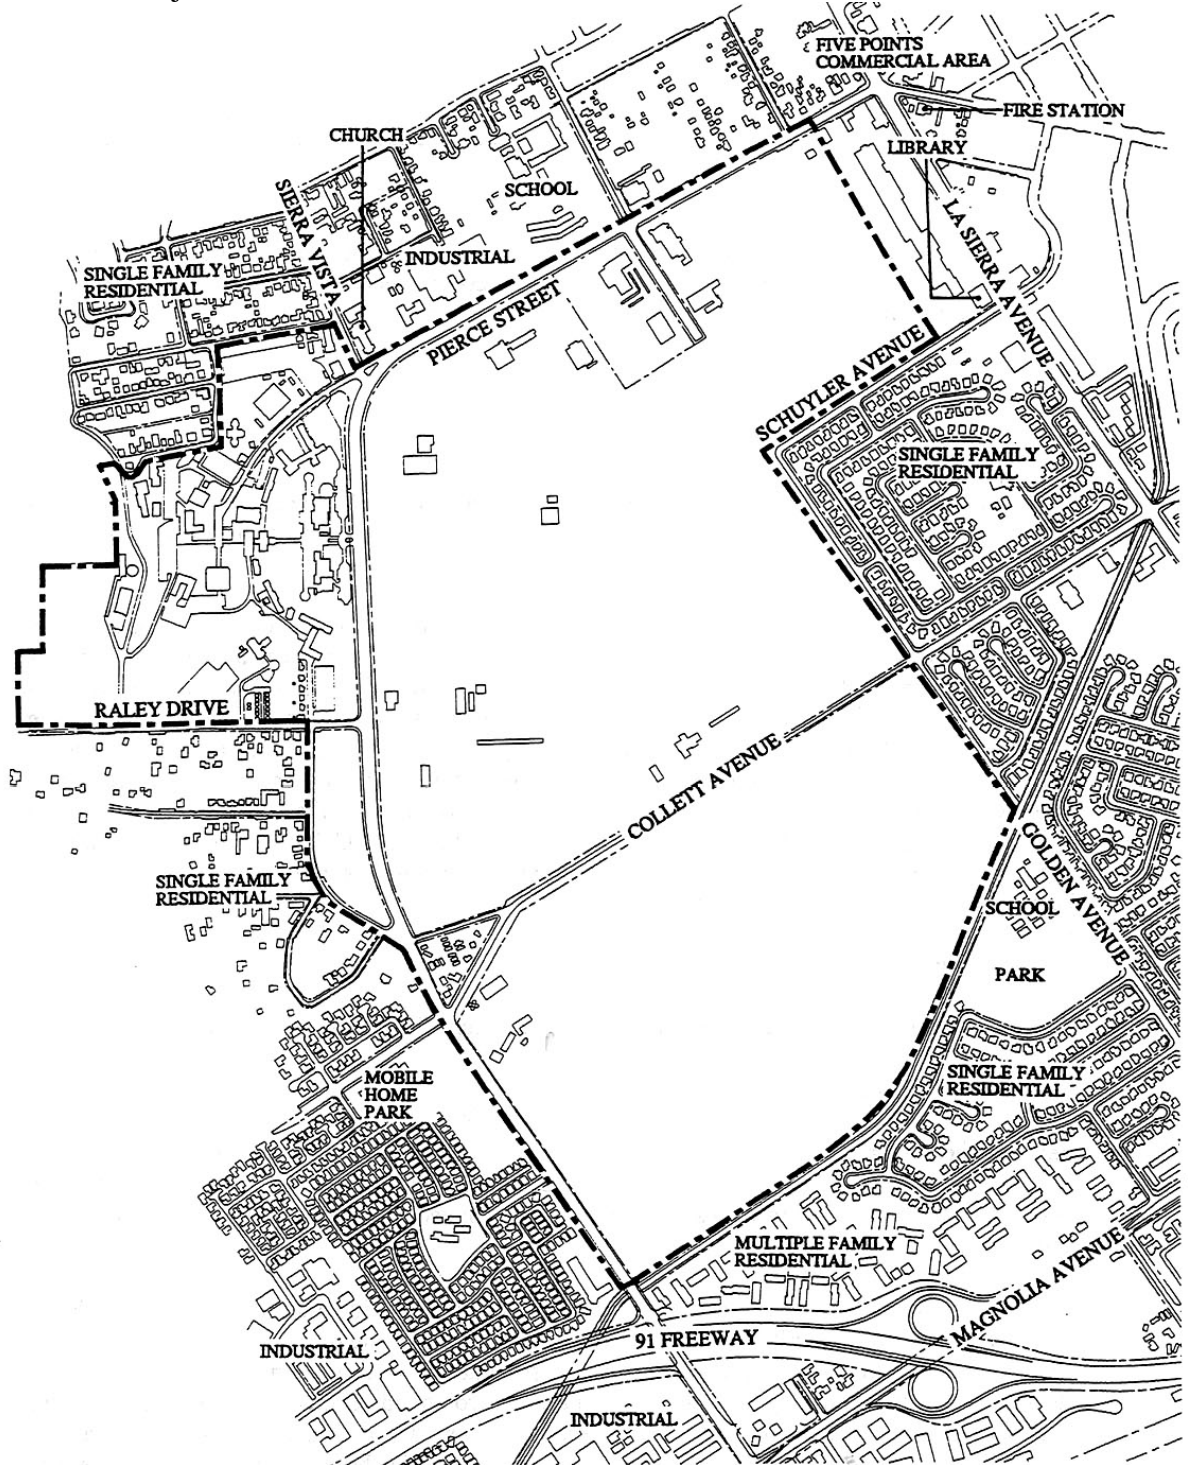 FIVE POINTS
COMMERCIAL AREA
FIRE STATION
CHURCH
LIBRARY
SCHOOL
SIERRA VISTA
LA SIERRA AVENUE
INDUSTRIAL
SINGLE FAMILY
RESIDENTIAL
PIERCE STREET
SCHUYLER AVENUE
SINGLE FAMILY
RESIDENTIAL
RALEY DRIVE
COLLETT AVENUE
GOLDEN AVENUE
SINGLE FAMILY
RESIDENTIAL
SCHOOL
PARK
MOBILE
HOME
PARK
SINGLE FAMILY
RESIDENTIAL
MULTIPLE FAMILY
RESIDENTIAL
MAGNOLIA AVENUE
91 FREEWAY
INDUSTRIAL
INDUSTRIAL